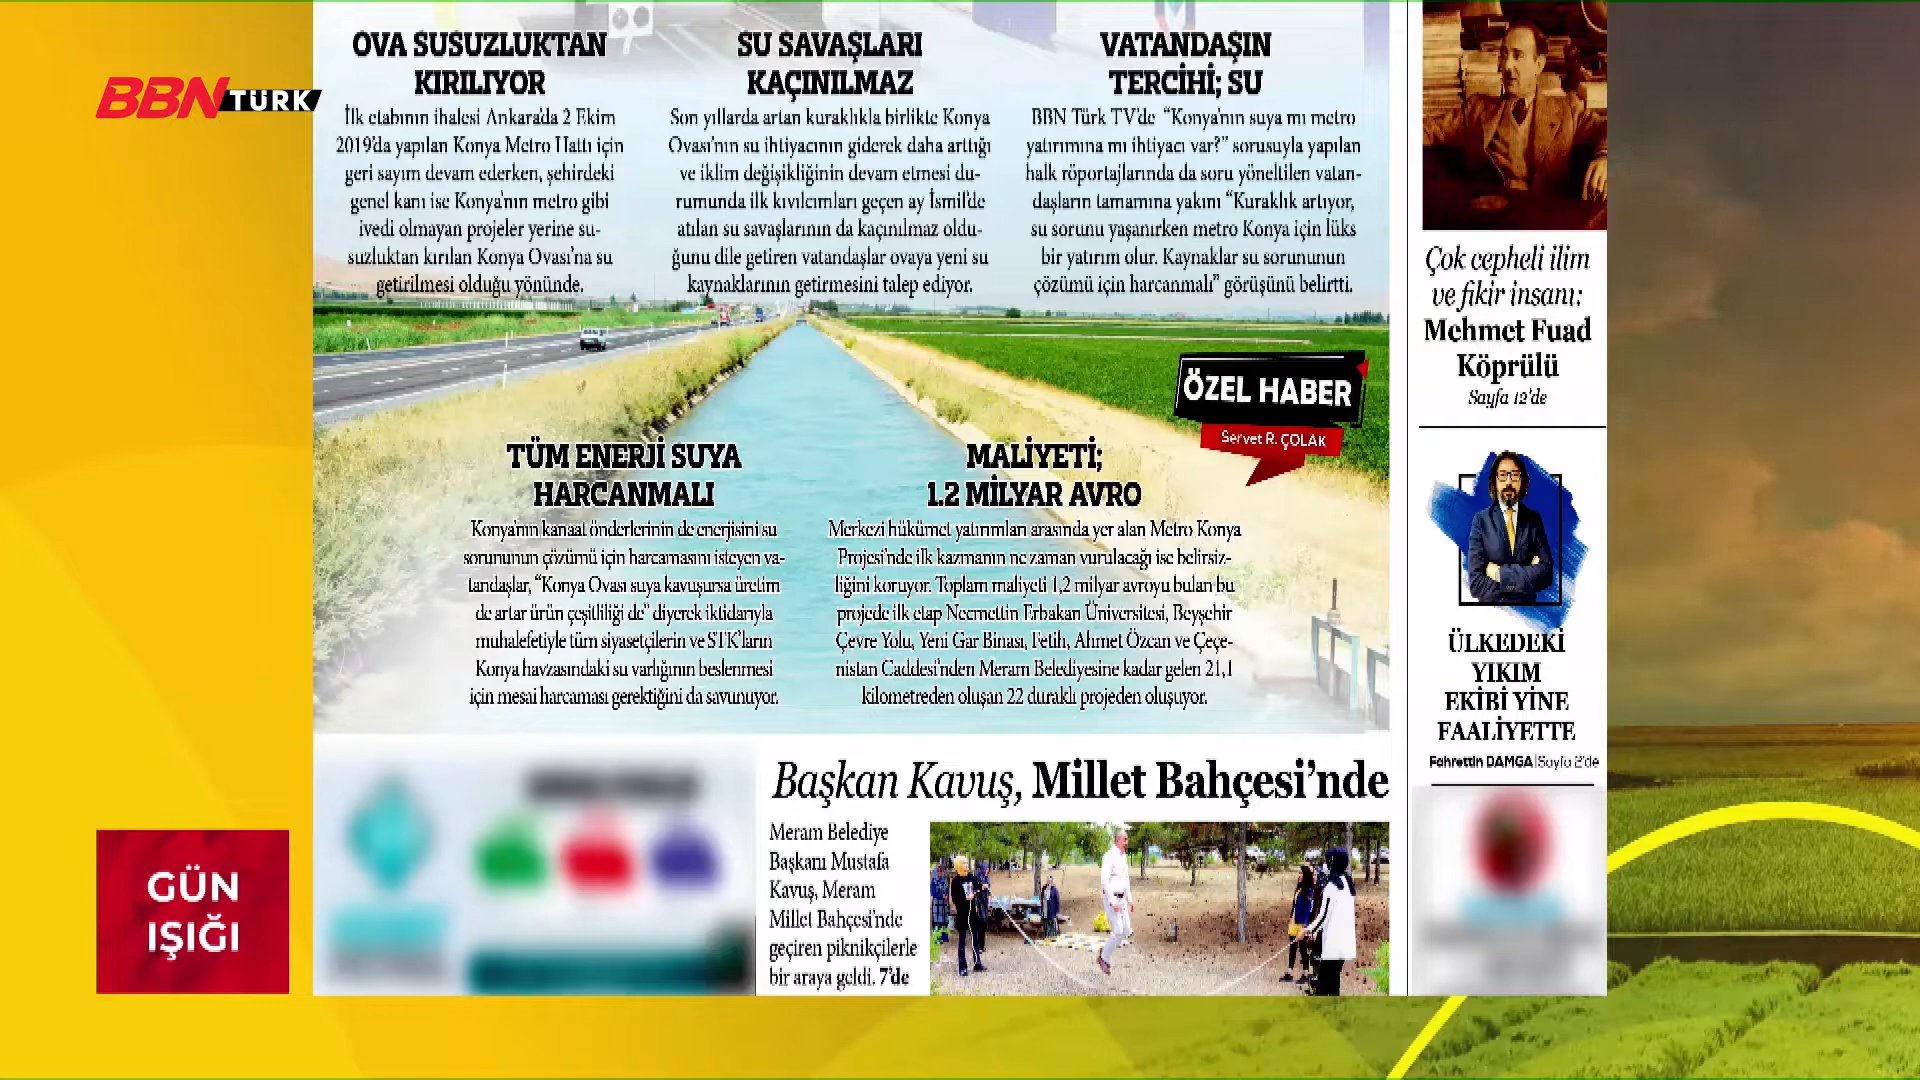 BBN TÜRK
OVA SUSUZLUKTAN
KIRILIYOR
İlk etabının ihalesi Ankara'da 2 Ekim
2019'da yapılan Konya Metro Hattı için
geri sayım devam ederken, şehirdeki
genel kanı ise Konya'nın metro gibi
ivedi olmayan projeler yerine su-
suzluktan kırılan Konya Ovası'na su
getirilmesi olduğu yönünde.
SU SAVAŞLARI
KAÇINILMAZ
Son yıllarda artan kuraklıkla birlikte Konya
Ovası'nın su ihtiyacının giderek daha arttığı
ve iklim değişikliğinin devam etmesi du-
rumunda ilk kıvılcımları geçen ay İsmil'de
atılan su savaşlarının da kaçınılmaz oldu-
ğunu dile getiren vatandaşlar ovaya yeni su
kaynaklarının getirmesini talep ediyor.
VATANDAŞIN
TERCİHİ; SU
BBN Türk TV'de “Konya'nın suya mı metro
yatırımına mı ihtiyacı var?” sorusuyla yapılan
halk röportajlarında da soru yöneltilen vatan-
daşların tamamına yakını “Kuraklık artıyor,
su sorunu yaşanırken metro Konya için lüks
bir yatırım olur. Kaynaklar su sorununun
çözümü için harcanmalı” görüşünü belirtti.
ÖZEL HABER
Servet R. ÇOLAK
TÜM ENERJİ SUYA
HARCANMALI
Konya'nın kanaat önderlerinin de enerjisini su
sorununun çözümü için harcamasını isteyen va-
tandaşlar, “Konya Ovası suya kavuşursa üretim
de artar ürün çeşitliliği de” diyerek iktidarıyla
muhalefetiyle tüm siyasetçilerin ve STK'ların
Konya havzasındaki su varlığının beslenmesi
için mesai harcaması gerektiğini da savunuyor.
MALİYETİ;
1.2 MİLYAR AVRO
Merkezi hükümet yatırımları arasında yer alan Metro Konya
Projesi'nde ilk kazmanın ne zaman vurulacağı ise belirsiz-
liğini koruyor. Toplam maliyeti 1,2 milyar avroyu bulan bu
projede ilk etap Necmettin Erbakan Üniversitesi, Beyşehir
Çevre Yolu, Yeni Gar Binası, Fetih, Ahmet Özcan ve Çeçe-
nistan Caddesi'nden Meram Belediyesine kadar gelen 21,1
kilometreden oluşan 22 duraklı projeden oluşuyor.
Başkan Kavuş, Millet Bahçesi'nde
Meram Belediye
Başkanı Mustafa
Kavuş, Meram
Millet Bahçesi'nde
geçiren piknikçilerle
bir araya geldi. 7'de
Çok cepheli ilim
ve fikir insanı:
Mehmet Fuad
Köprülü
Sayfa 12'de
ÜLKEDEKİ
YIKIM
EKİBİ YİNE
FAALİYETTE
Fahrettin DAMGA|Sayfa 2'de
GÜN
IŞIĞI